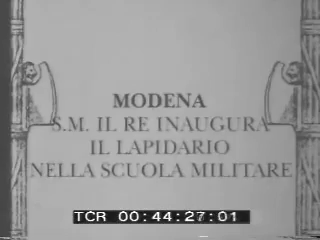 MODENA
S.M. IL RE INAUGURA
IL LAPIDARIO
NELLA SCUOLA MILITARE
TCR 00:44:27:01